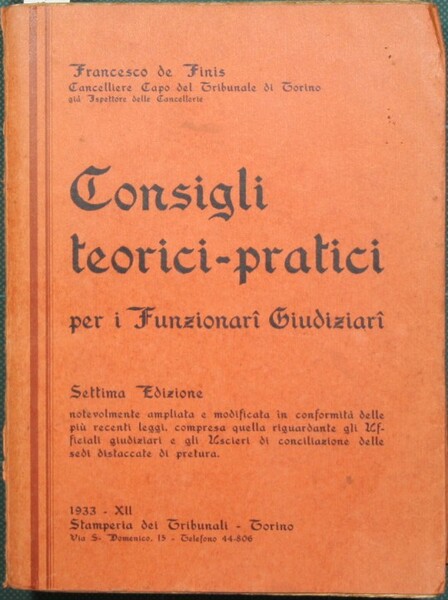 Francesco de Finis
Cancelliere Capo del Tribunale di Torino
già Ispettore delle Cancellerie
Consigli
teorici-pratici
per i Funzionarî Giudiziarî
Settima Edizione
notevolmente ampliata e modificata in conformità delle
più recenti leggi, compresa quella riguardante gli Uf-
ficiali giudiziari e gli Uscieri di conciliazione delle
sedi distaccate di pretura.
1933 - XII
Stamperia dei Tribunali - Torino
Via S. Domenico, 15 - Telefono 44-806